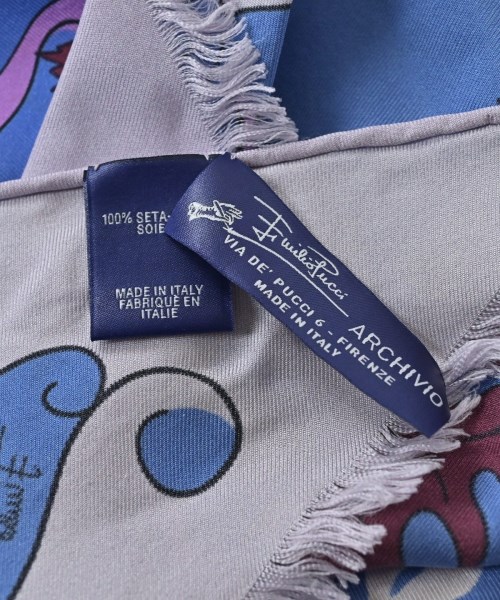 100% SETA-
SOIE
MADE IN ITALY
FABRIQUÉ EN
ITALIE
Emilio Pucci
ARCHIVIO
VIA DE' PUCCI 6 - FIRENZE
MADE IN ITALY